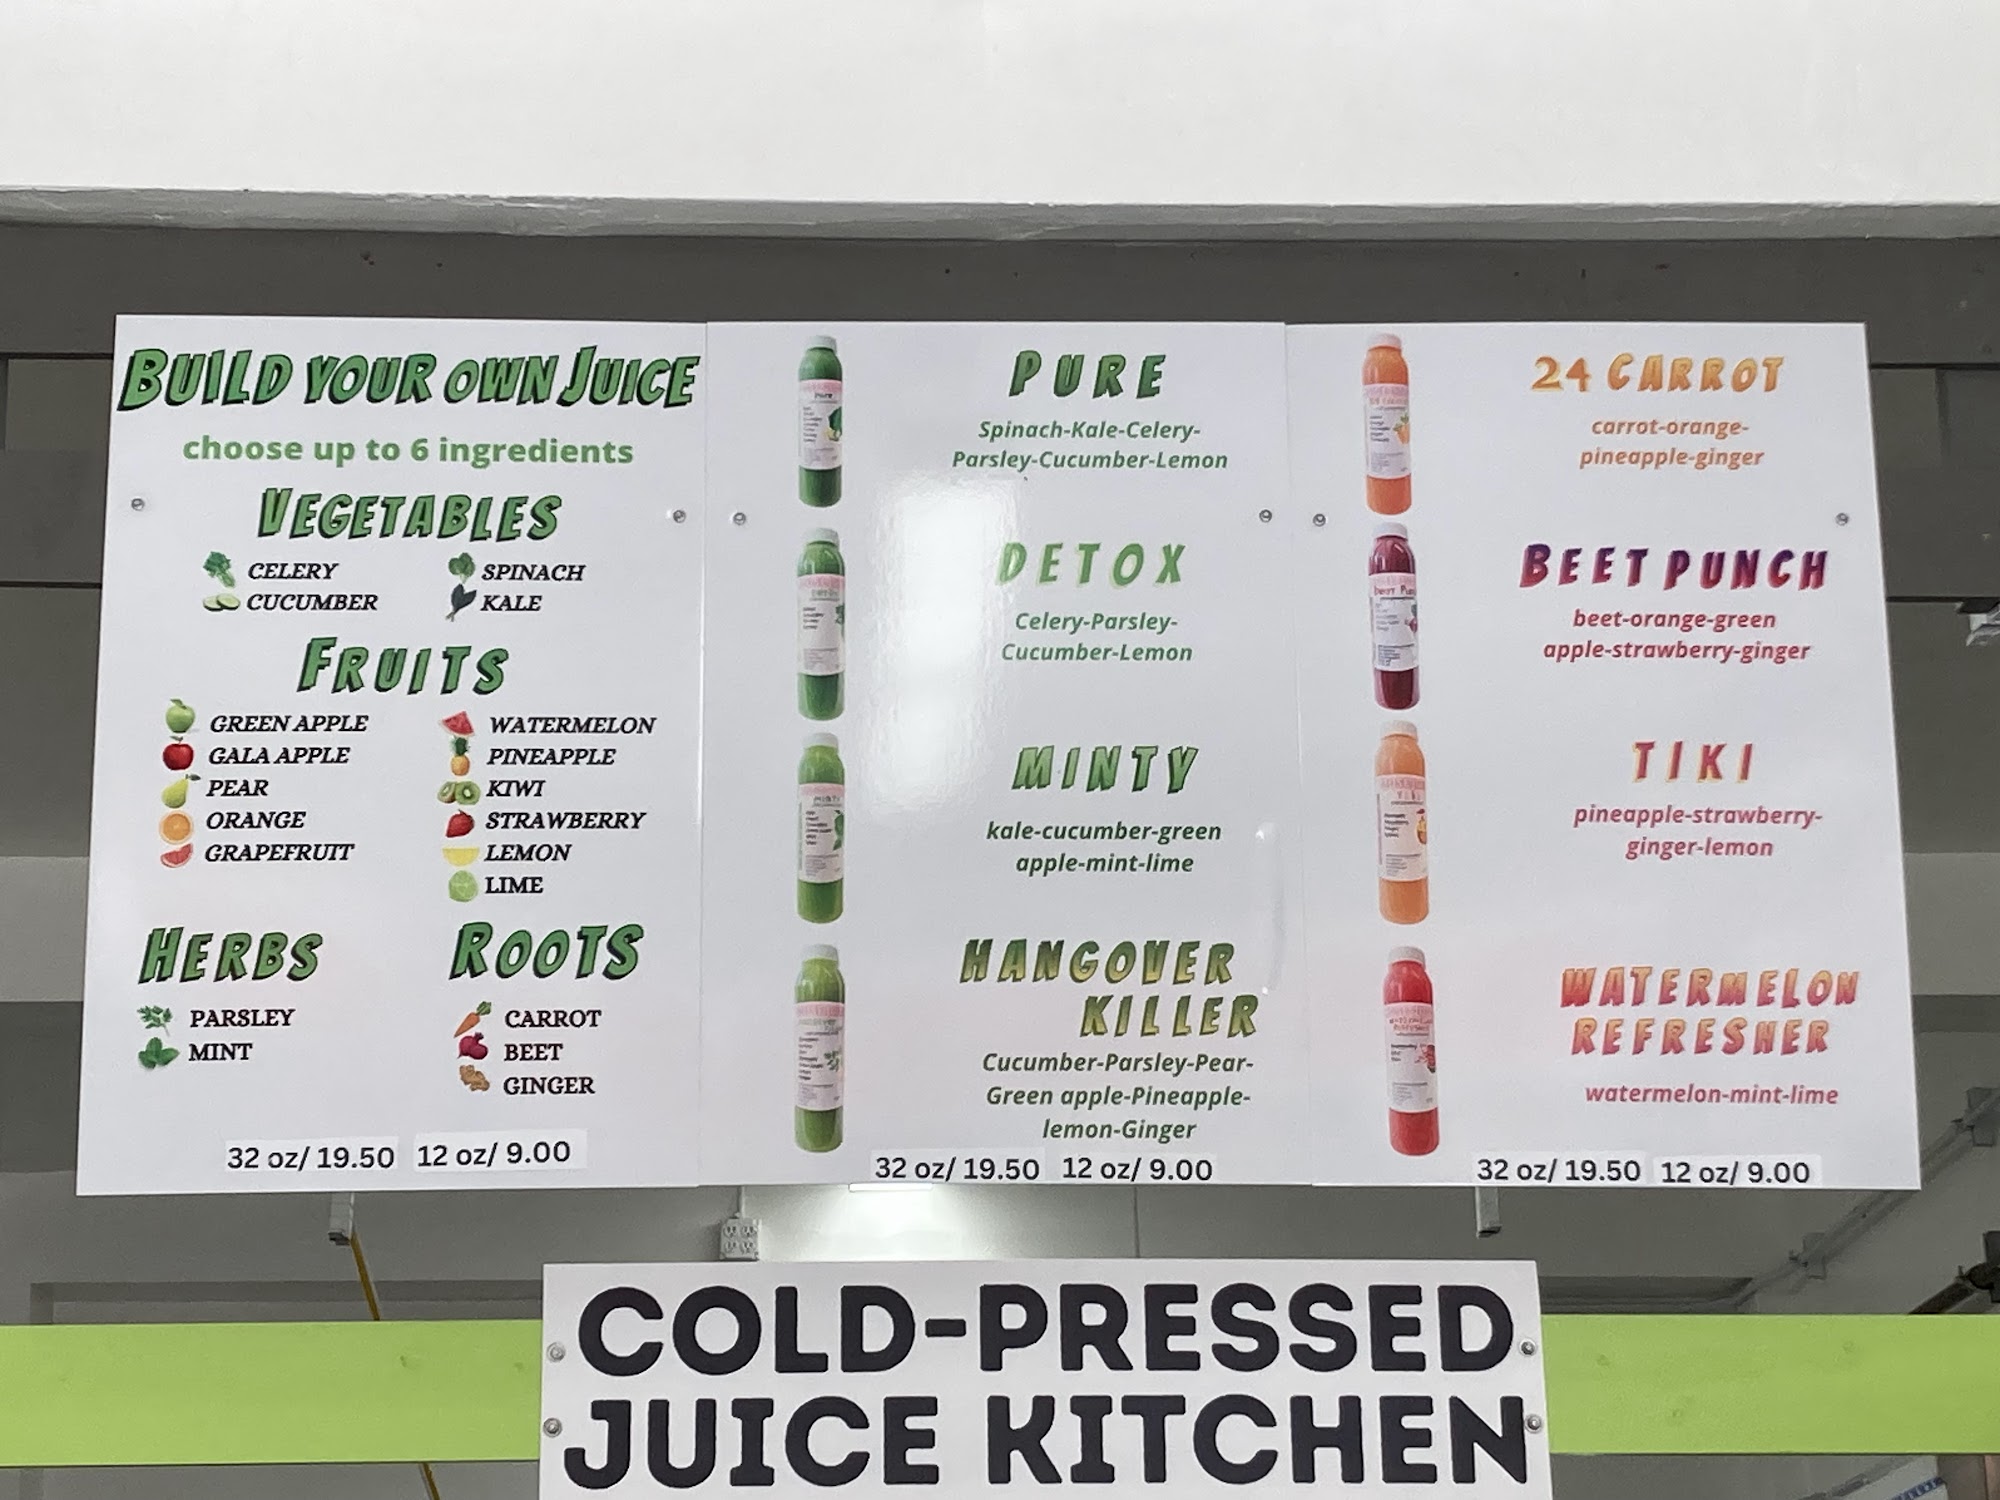 BUILD YOUR OWN JUICE
choose up to 6 ingredients
VEGETABLES
CELERY
CUCUMBER
SPINACH
KALE
FRUITS
GREEN APPLE
GALA APPLE
PEAR
ORANGE
GRAPEFRUIT
WATERMELON
PINEAPPLE
KIWI
STRAWBERRY
LEMON
LIME
HERBS
PARSLEY
MINT
ROOTS
CARROT
BEET
GINGER
32 oz/ 19.50 12 oz/ 9.00
PURE
Spinach-Kale-Celery-
Parsley-Cucumber-Lemon
DETOX
Celery-Parsley-
Cucumber-Lemon
MINTY
kale-cucumber-green
apple-mint-lime
HANGOVER
KILLER
Cucumber-Parsley-Pear-
Green apple-Pineapple-
lemon-Ginger
32 oz/ 19.50 12 oz/ 9.00
24 CARROT
carrot-orange-
pineapple-ginger
BEET PUNCH
beet-orange-green
apple-strawberry-ginger
TIKI
pineapple-strawberry-
ginger-lemon
WATERMELON
REFRESHER
watermelon-mint-lime
32 oz/ 19.50 12 oz/ 9.00
COLD-PRESSED
JUICE KITCHEN